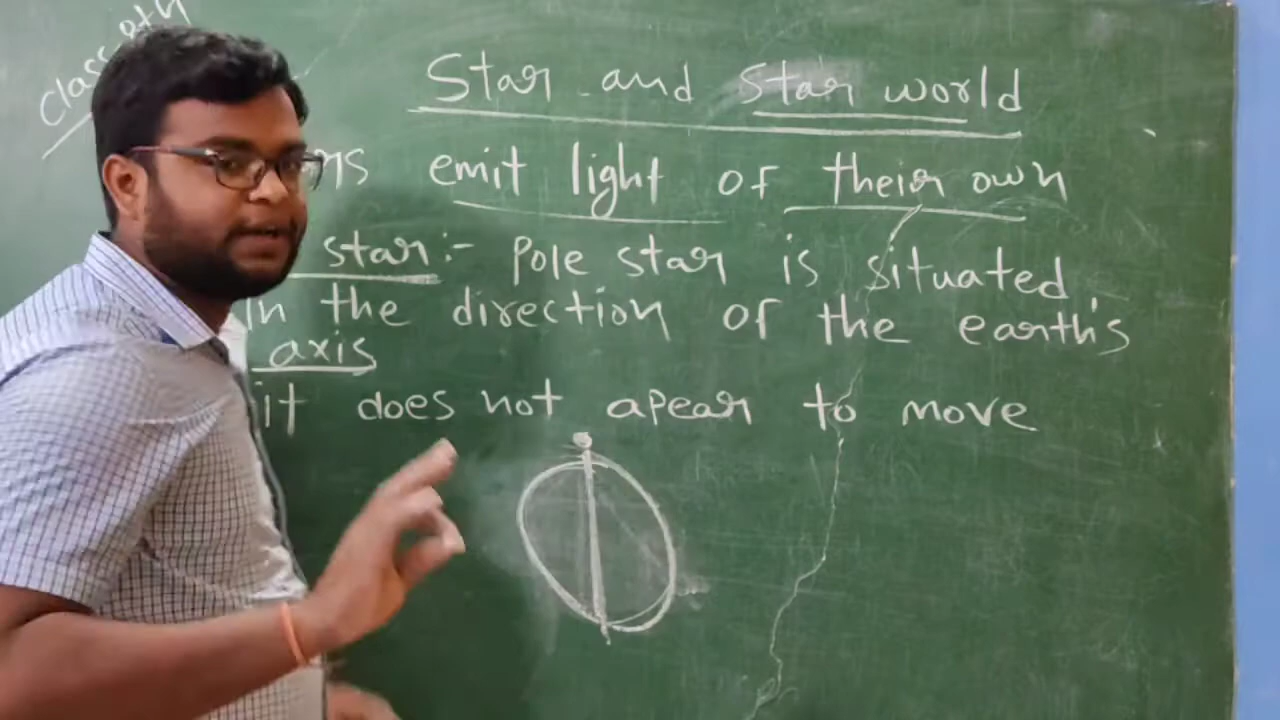 class 8th
Star and Star world
emit light of their own
star :- Pole star is situated
in the direction of the earth's
axis
it does not apear to move